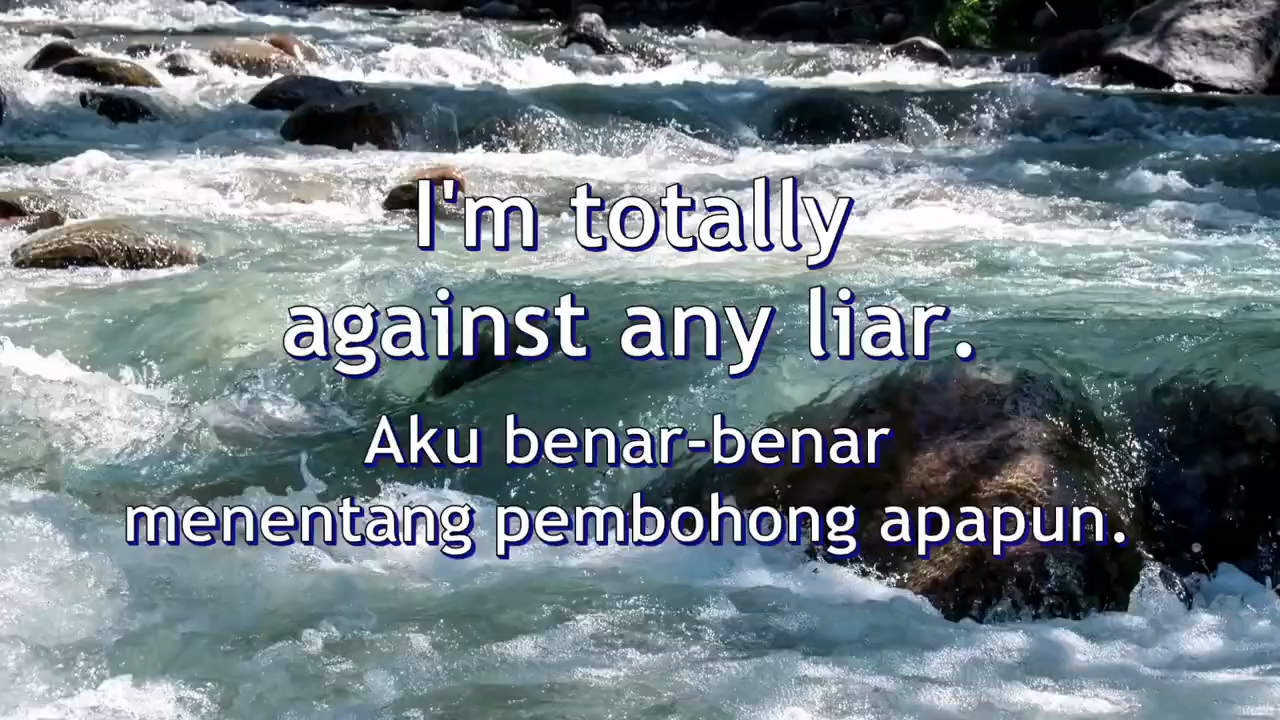 I'm totally
against any liar.
Aku benar-benar
menentang pembohong apapun.